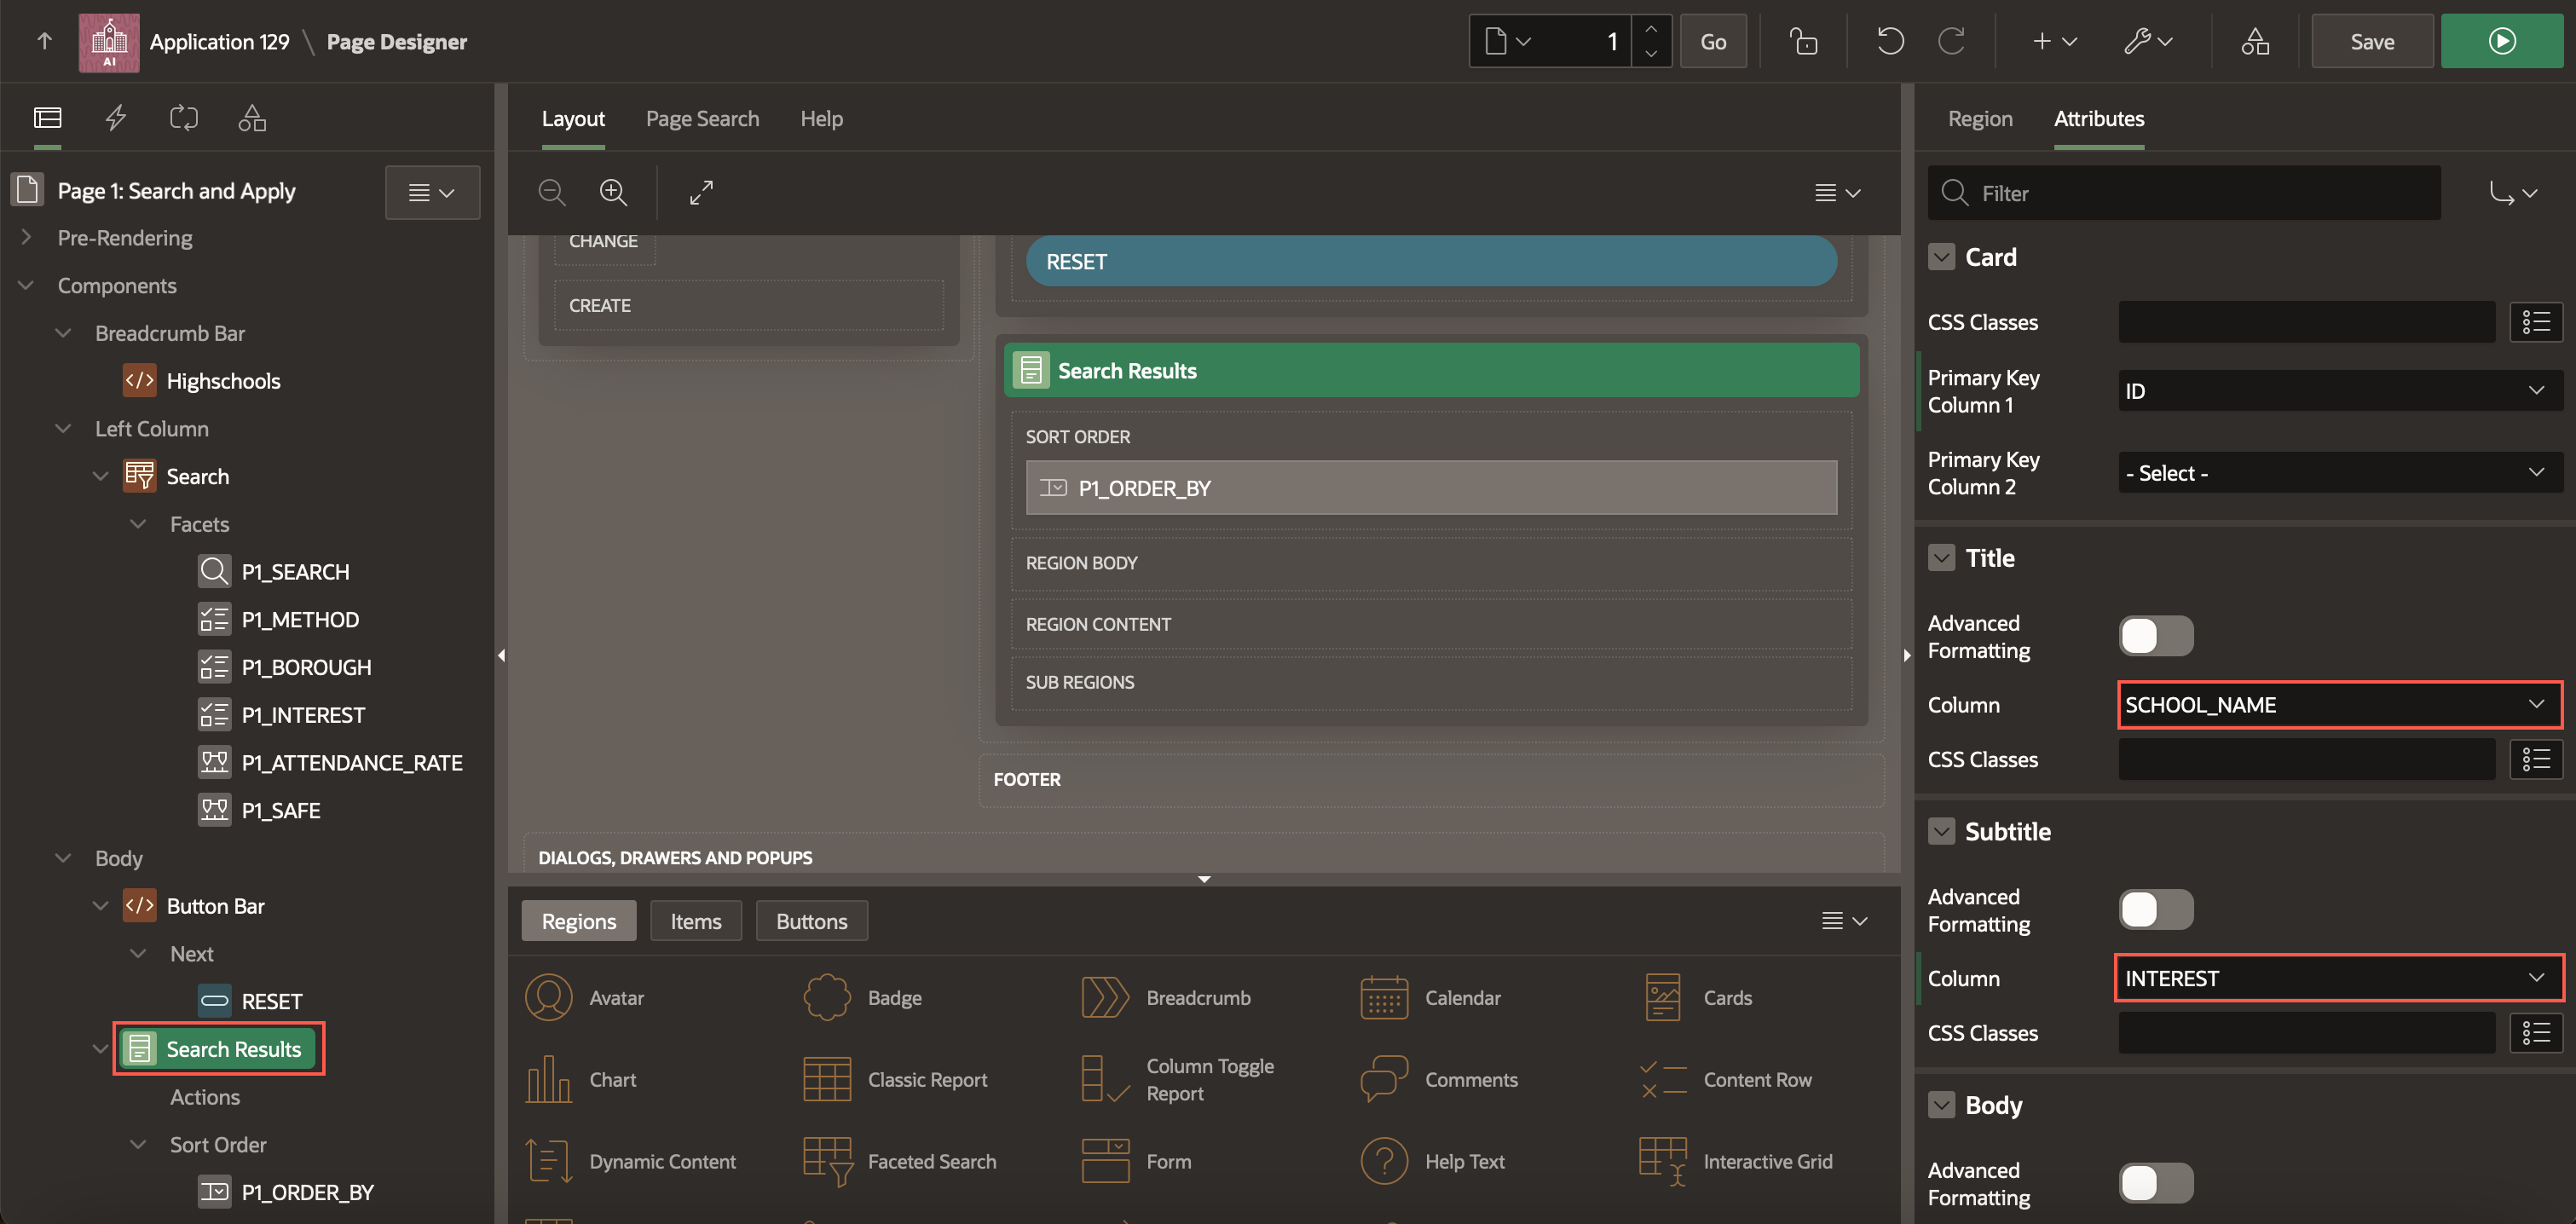 AI
Application 129 \ Page Designer
1
Go
Save
Page 1: Search and Apply
Pre-Rendering
Components
Breadcrumb Bar
Highschools
Left Column
Search
Facets
P1_SEARCH
P1_METHOD
P1_BOROUGH
P1_INTEREST
P1_ATTENDANCE_RATE
P1_SAFE
Body
Button Bar
Next
RESET
Search Results
Actions
Sort Order
P1_ORDER_BY
Layout Page Search Help
CHANGE
CREATE
RESET
Search Results
SORT ORDER
P1_ORDER_BY
REGION BODY
REGION CONTENT
SUB REGIONS
FOOTER
DIALOGS, DRAWERS AND POPUPS
Regions Items Buttons
Avatar Badge Breadcrumb Calendar Cards
Chart Classic Report Column Toggle
Report Comments Content Row
Dynamic Content Faceted Search Form Help Text Interactive Grid
Region Attributes
Filter
Card
CSS Classes
Primary Key
Column 1 ID
Primary Key
Column 2 - Select -
Title
Advanced
Formatting
Column SCHOOL_NAME
CSS Classes
Subtitle
Advanced
Formatting
Column INTEREST
CSS Classes
Body
Advanced
Formatting